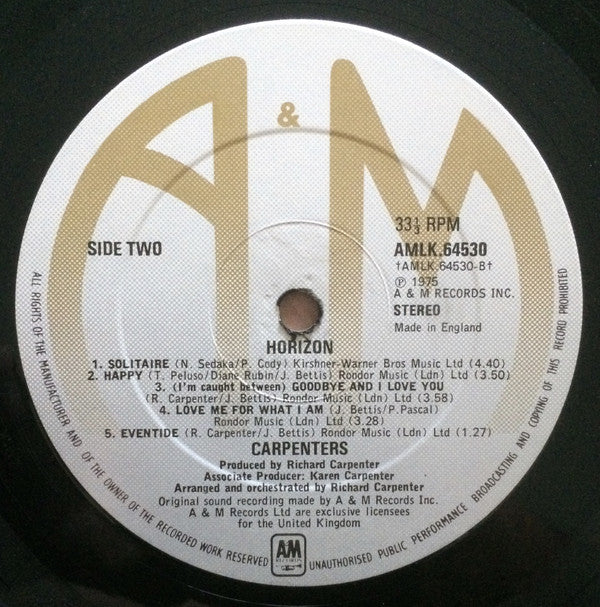 A & M
33⅓ RPM
SIDE TWO
AMLK.64530
†AMLK.64530-B†
℗ 1975
A & M RECORDS INC.
STEREO
Made in England
HORIZON
1. SOLITAIRE (N. Sedaka/P. Cody) Kirshner-Warner Bros Music Ltd (4.40)
2. HAPPY (T. Peluso/Diane Rubin/J. Bettis) Rondor Music (Ldn) Ltd (3.50)
3. (I'm caught between) GOODBYE AND I LOVE YOU
(R. Carpenter/J. Bettis) Rondor Music (Ldn) Ltd (3.58)
4. LOVE ME FOR WHAT I AM (J. Bettis/P.Pascal)
Rondor Music (Ldn) Ltd (3.28)
5. EVENTIDE (R. Carpenter/J. Bettis) Rondor Music (Ldn) Ltd (1.27)
CARPENTERS
Produced by Richard Carpenter
Associate Producer: Karen Carpenter
Arranged and orchestrated by Richard Carpenter
Original sound recording made by A & M Records Inc.
A & M Records Ltd are exclusive licensees
for the United Kingdom
AM
RECORDS
ALL RIGHTS OF THE MANUFACTURER AND OF THE OWNER OF THE RECORDED WORK RESERVED
UNAUTHORISED PUBLIC PERFORMANCE BROADCASTING AND COPYING OF THIS RECORD PROHIBITED